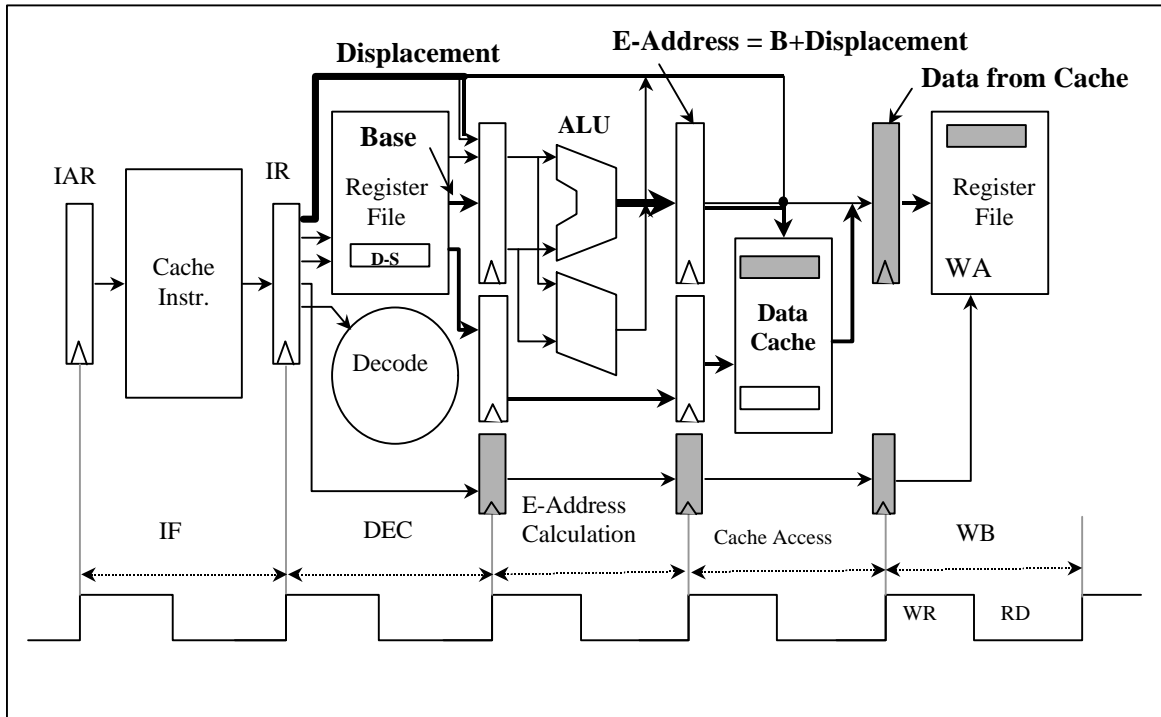 E-Address = B+Displacement
Displacement
Data from Cache
ALU
Base
IAR
IR
Register
File
Register
File
Cache
Instr.
D-S
WA
Data
Cache
Decode
E-Address
Calculation
IF
DEC
Cache Access
WB
WR
RD